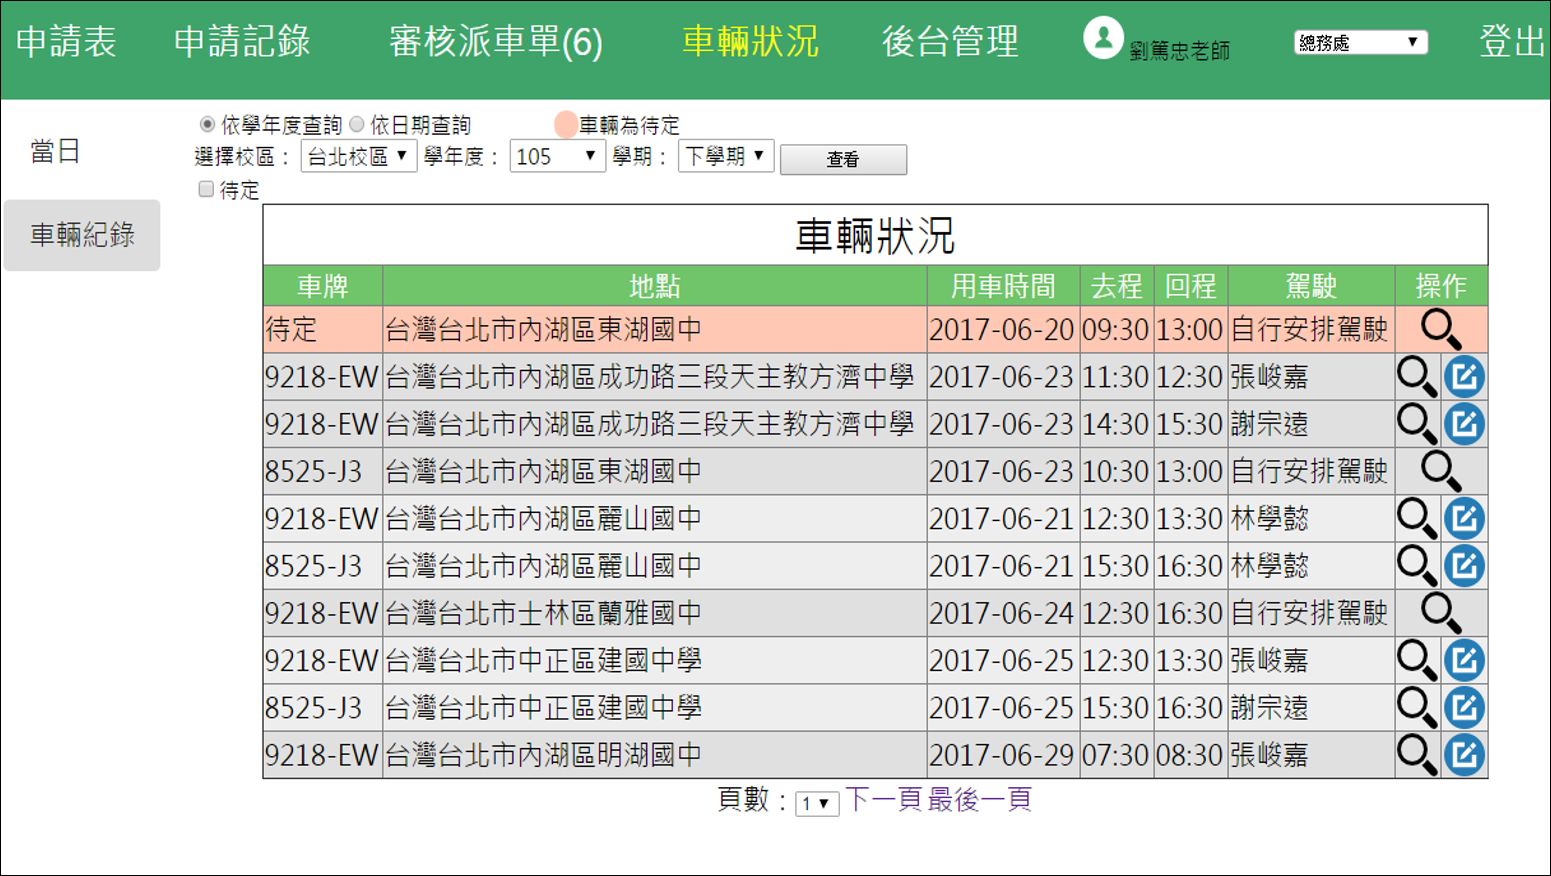 申請表 申請記錄 審核派車單(6) 車輛狀況 後台管理 劉篤忠老師 總務處 登出
當日
車輛紀錄
依學年度查詢 依日期查詢 車輛為待定
選擇校區： 台北校區 學年度： 105 學期： 下學期 查看
待定
車輛狀況
車牌 地點 用車時間 去程 回程 駕駛 操作
待定 台灣台北市內湖區東湖國中 2017-06-20 09:30 13:00 自行安排駕駛
9218-EW 台灣台北市內湖區成功路三段天主教方濟中學 2017-06-23 11:30 12:30 張峻嘉
9218-EW 台灣台北市內湖區成功路三段天主教方濟中學 2017-06-23 14:30 15:30 謝宗遠
8525-J3 台灣台北市內湖區東湖國中 2017-06-23 10:30 13:00 自行安排駕駛
9218-EW 台灣台北市內湖區麗山國中 2017-06-21 12:30 13:30 林學懿
8525-J3 台灣台北市內湖區麗山國中 2017-06-21 15:30 16:30 林學懿
9218-EW 台灣台北市士林區蘭雅國中 2017-06-24 12:30 16:30 自行安排駕駛
9218-EW 台灣台北市中正區建國中學 2017-06-25 12:30 13:30 張峻嘉
8525-J3 台灣台北市中正區建國中學 2017-06-25 15:30 16:30 謝宗遠
9218-EW 台灣台北市內湖區明湖國中 2017-06-29 07:30 08:30 張峻嘉
頁數： 1 下一頁 最後一頁